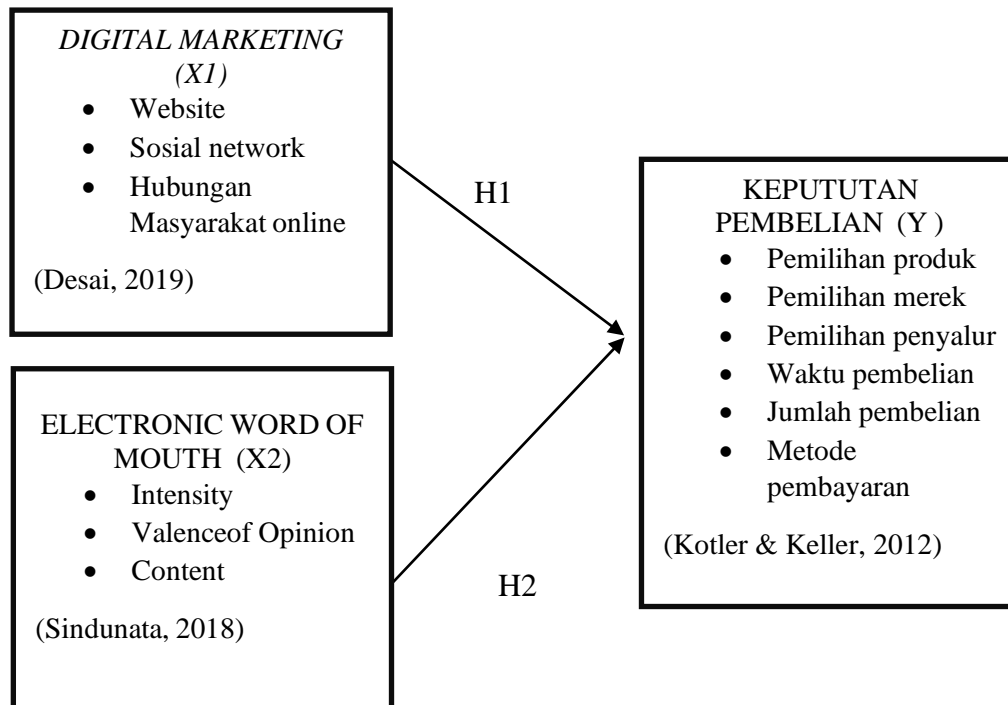 DIGITAL MARKETING
(X1)
• Website
• Sosial network
• Hubungan
Masyarakat online
(Desai, 2019)
H1
ELECTRONIC WORD OF
MOUTH (X2)
• Intensity
• Valenceof Opinion
• Content
(Sindunata, 2018)
H2
KEPUTUTAN
PEMBELIAN (Y )
• Pemilihan produk
• Pemilihan merek
• Pemilihan penyalur
• Waktu pembelian
• Jumlah pembelian
• Metode
pembayaran
(Kotler & Keller, 2012)